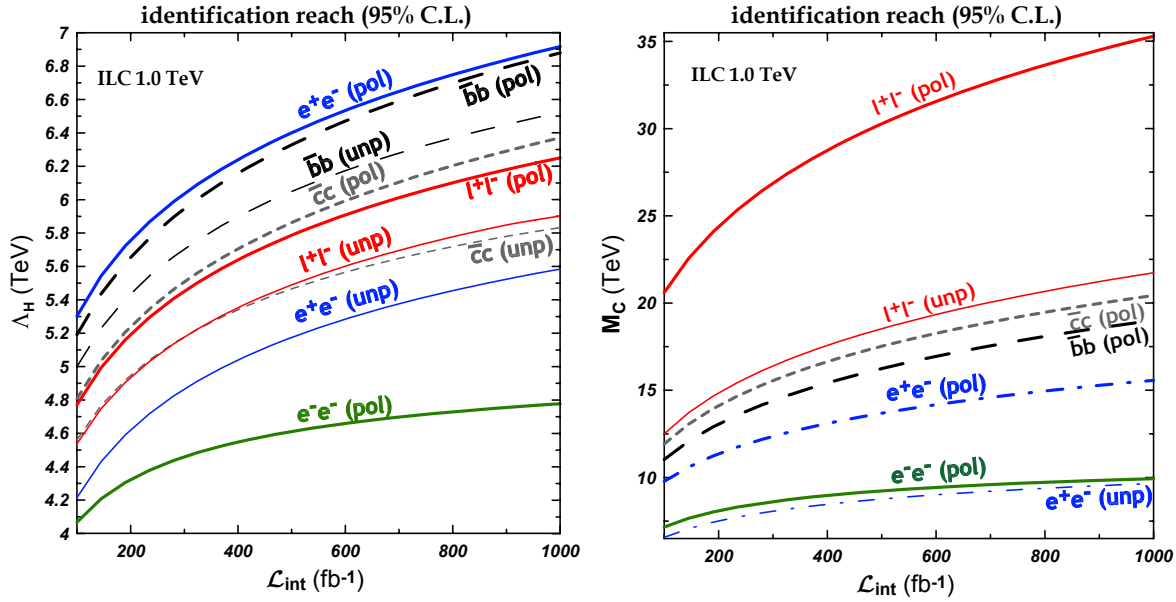 identification reach (95% C.L.)
ILC 1.0 TeV
e⁺e⁻ (pol)
b̅b (pol)
b̅b (unp)
c̅c (pol)
l⁺l⁻ (pol)
l⁺l⁻ (unp)
c̅c (unp)
e⁺e⁻ (unp)
e⁻e⁻ (pol)
Λ_H (TeV)
7
6.8
6.6
6.4
6.2
6
5.8
5.6
5.4
5.2
5
4.8
4.6
4.4
4.2
4
200 400 600 800 1000
ℒ_int (fb⁻¹)
identification reach (95% C.L.)
ILC 1.0 TeV
l⁺l⁻ (pol)
l⁺l⁻ (unp)
c̅c (pol)
b̅b (pol)
e⁺e⁻ (pol)
e⁻e⁻ (pol)
e⁺e⁻ (unp)
M_C (TeV)
35
30
25
20
15
10
200 400 600 800 1000
ℒ_int (fb⁻¹)